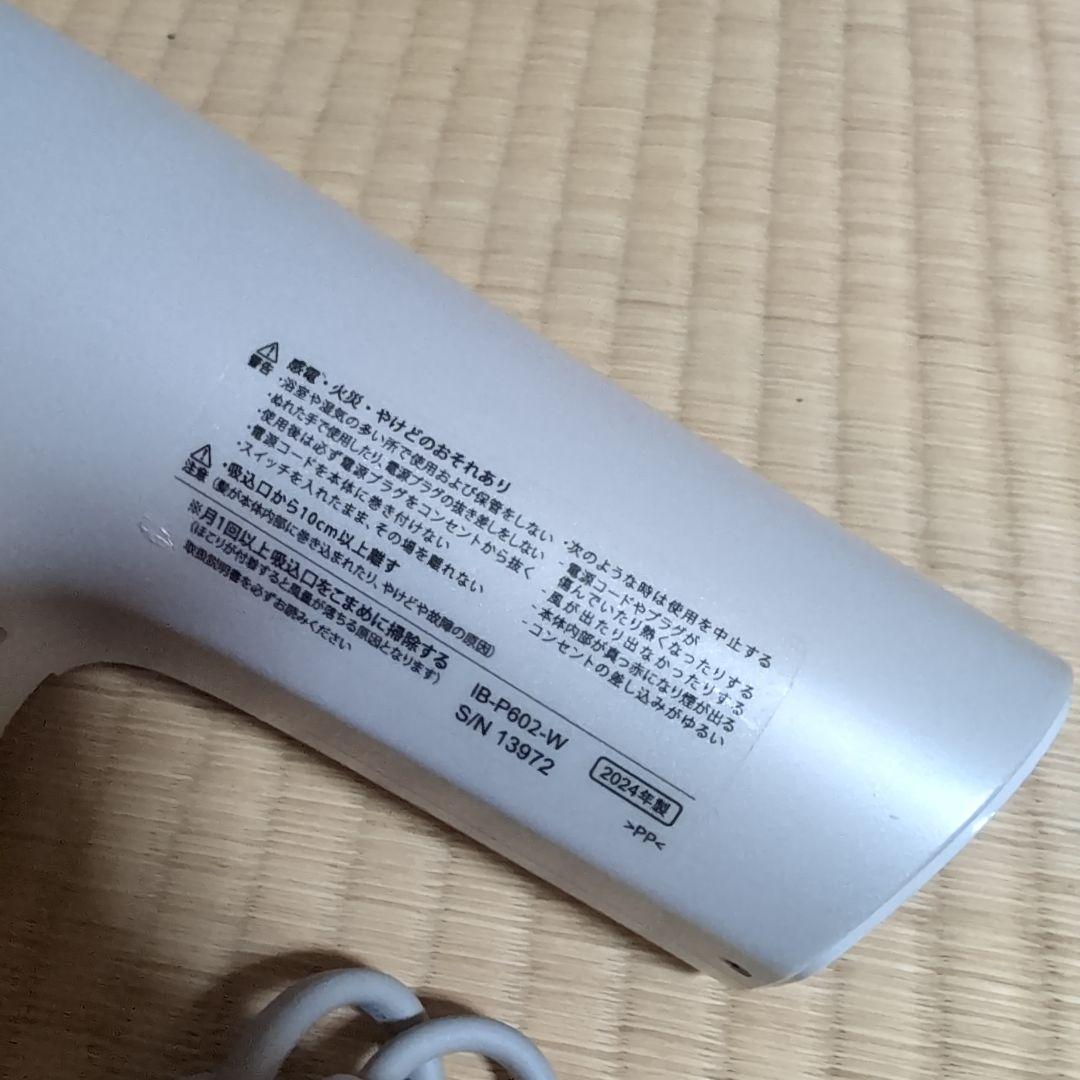 警告
感電・火災・やけどのおそれあり
・浴室や湿気の多い所で使用および保管をしない
・ぬれた手で使用したり、電源プラグの抜き差しをしない
・使用後は必ず電源プラグをコンセントから抜く
・電源コードを本体に巻き付けない
・スイッチを入れたまま、その場を離れない
・次のような時は使用を中止する
電源コードやプラグが
傷んでいたり熱くなったりする
- 風が出たり出なかったりする
- 本体内部が真っ赤になり煙が出る
- コンセントの差し込みがゆるい
注意
・吸込口から10cm以上離す
(髪が本体内部に巻き込まれたり、やけどや故障の原因)
※月1回以上吸込口をこまめに掃除する
(ほこりが付着すると風量が落ちる原因となります)
取扱説明書を必ずお読みください
IB-P602-W
S/N 13972
2024年製
>PP<